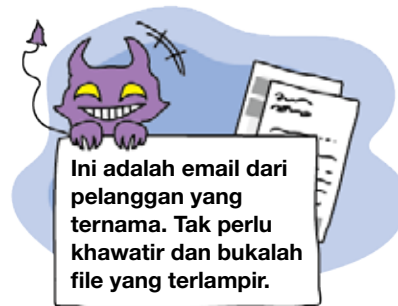 Ini adalah email dari
pelanggan yang
ternama. Tak perlu
khawatir dan bukalah
file yang terlampir.